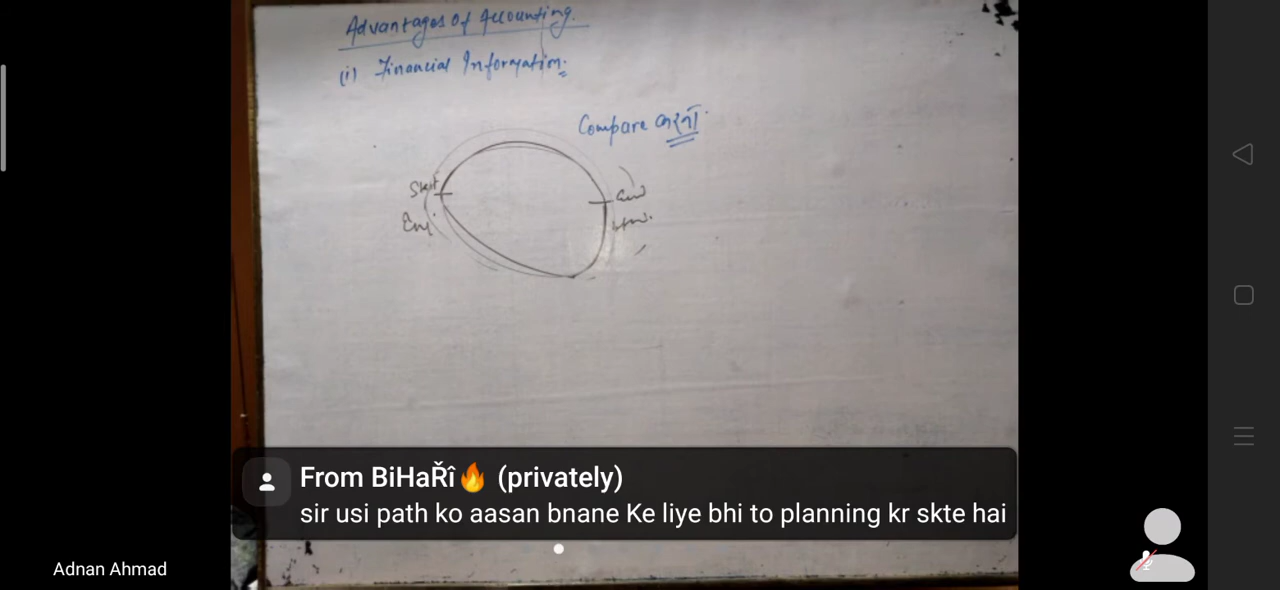 Advantages Of Accounting.
(i) Financial Information.
Compare करना
Start
From BiHaŘî🔥 (privately)
sir usi path ko aasan bnane Ke liye bhi to planning kr skte hai
Adnan Ahmad